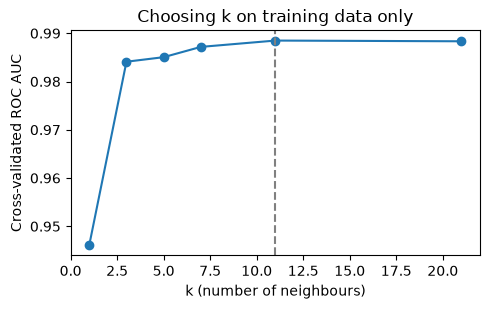 Choosing k on training data only
Cross-validated ROC AUC
0.99
0.98
0.97
0.96
0.95
0.0 2.5 5.0 7.5 10.0 12.5 15.0 17.5 20.0
k (number of neighbours)